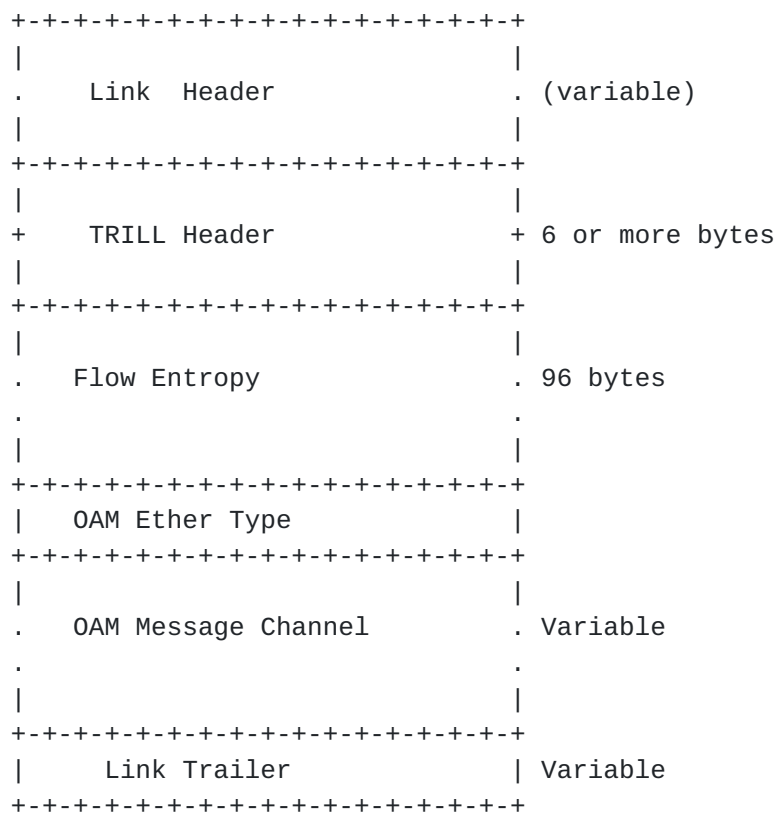 +-+-+-+-+-+-+-+-+-+-+-+-+-+-+-+-+
|                               |
.    Link  Header               . (variable)
|                               |
+-+-+-+-+-+-+-+-+-+-+-+-+-+-+-+-+
|                               |
+    TRILL Header               + 6 or more bytes
|                               |
+-+-+-+-+-+-+-+-+-+-+-+-+-+-+-+-+
|                               |
.   Flow Entropy                . 96 bytes
.                               .
|                               |
+-+-+-+-+-+-+-+-+-+-+-+-+-+-+-+-+
|   OAM Ether Type              |
+-+-+-+-+-+-+-+-+-+-+-+-+-+-+-+-+
|                               |
.   OAM Message Channel         . Variable
.                               .
|                               |
+-+-+-+-+-+-+-+-+-+-+-+-+-+-+-+-+
|     Link Trailer              | Variable
+-+-+-+-+-+-+-+-+-+-+-+-+-+-+-+-+